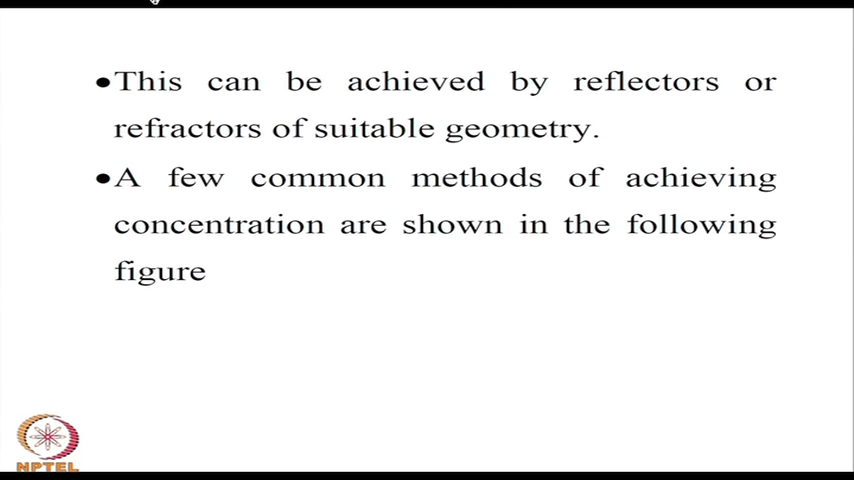 •This can be achieved by reflectors or
refractors of suitable geometry.
•A few common methods of achieving
concentration are shown in the following
figure
NPTEL